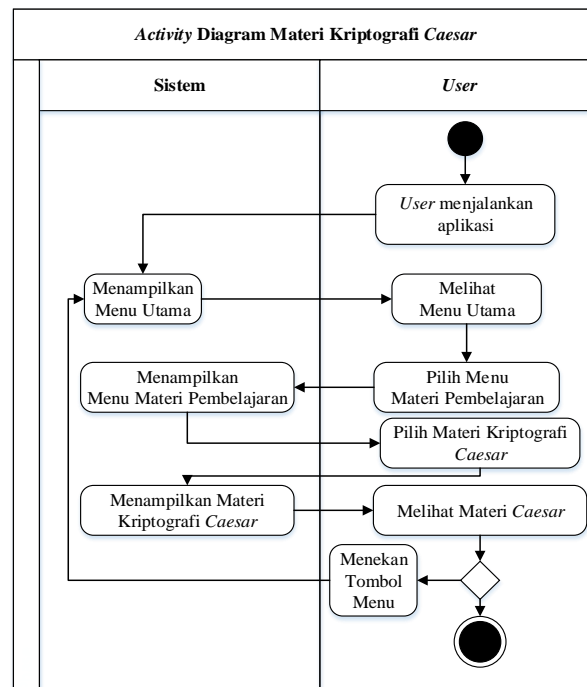 Activity Diagram Materi Kriptografi Caesar
Sistem
User
User menjalankan
aplikasi
Menampilkan
Menu Utama
Melihat
Menu Utama
Menampilkan
Menu Materi Pembelajaran
Pilih Menu
Materi Pembelajaran
Pilih Materi Kriptografi
Caesar
Menampilkan Materi
Kriptografi Caesar
Melihat Materi Caesar
Menekan
Tombol
Menu